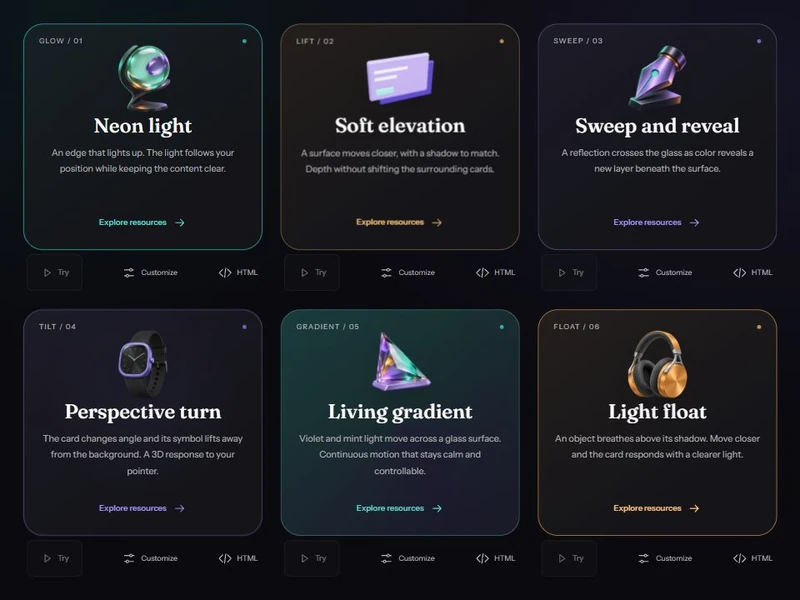 GLOW / 01
Neon light
An edge that lights up. The light follows your
position while keeping the content clear.
Explore resources
Try
Customize
HTML
LIFT / 02
Soft elevation
A surface moves closer, with a shadow to match.
Depth without shifting the surrounding cards.
Explore resources
Try
Customize
HTML
SWEEP / 03
Sweep and reveal
A reflection crosses the glass as color reveals a
new layer beneath the surface.
Explore resources
Try
Customize
HTML
TILT / 04
Perspective turn
The card changes angle and its symbol lifts away
from the background. A 3D response to your
pointer.
Explore resources
Try
Customize
HTML
GRADIENT / 05
Living gradient
Violet and mint light move across a glass surface.
Continuous motion that stays calm and
controllable.
Explore resources
Try
Customize
HTML
FLOAT / 06
Light float
An object breathes above its shadow. Move closer
and the card responds with a clearer light.
Explore resources
Try
Customize
HTML